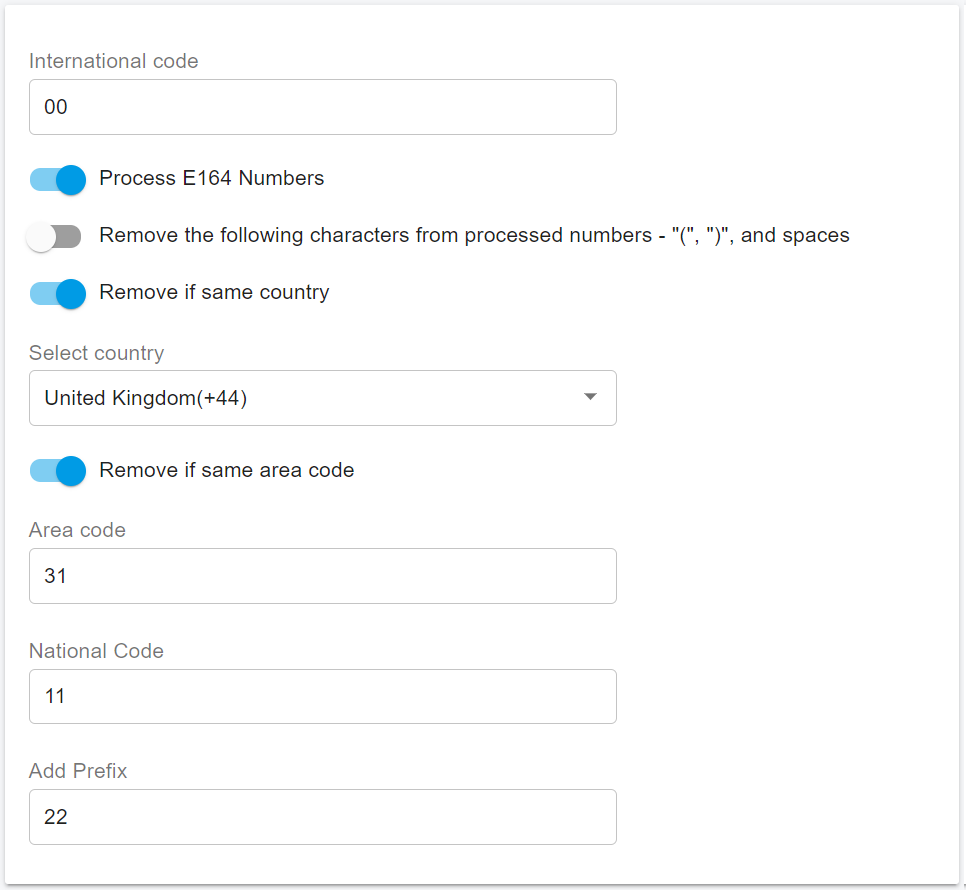 International code
00
Process E164 Numbers
Remove the following characters from processed numbers - "(", ")", and spaces
Remove if same country
Select country
United Kingdom(+44)
Remove if same area code
Area code
31
National Code
11
Add Prefix
22